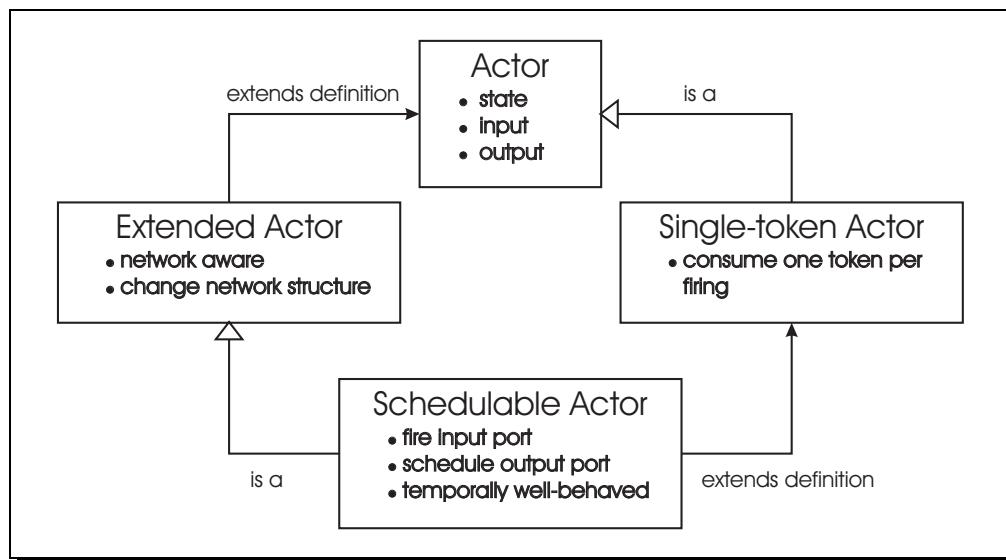 Actor
• state
• input
• output
extends definition
is a
Extended Actor
• network aware
• change network structure
Single-token Actor
• consume one token per
firing
Schedulable Actor
• fire input port
• schedule output port
• temporally well-behaved
is a
extends definition